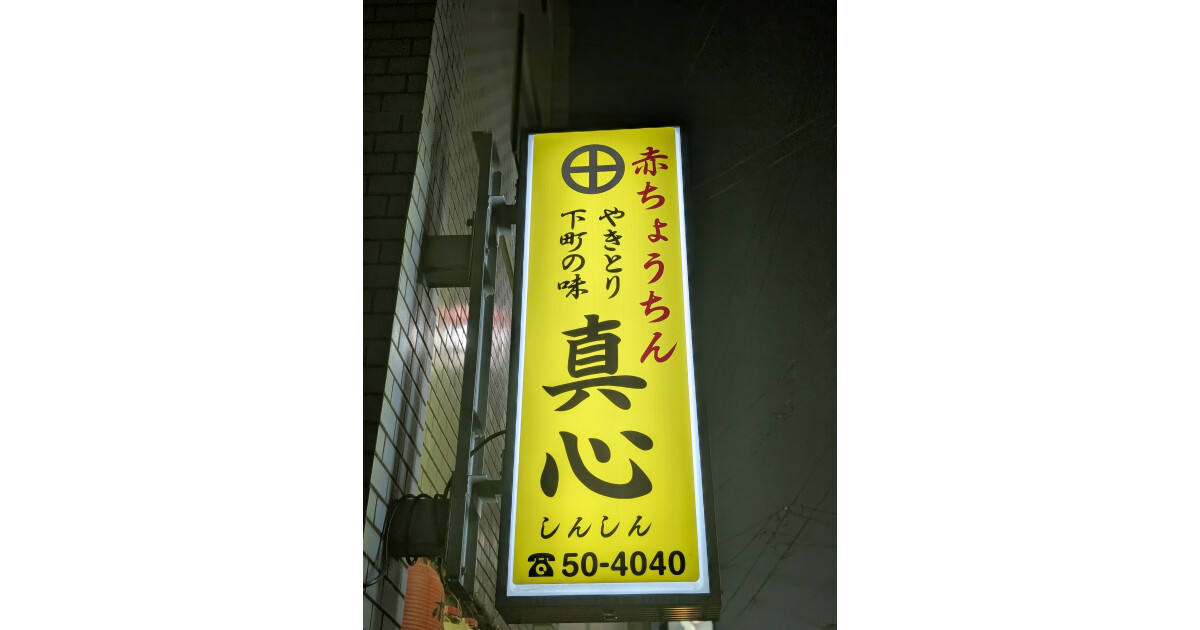 赤ちょうちん
やきとり
下町の味
真心
しんしん
☎50-4040